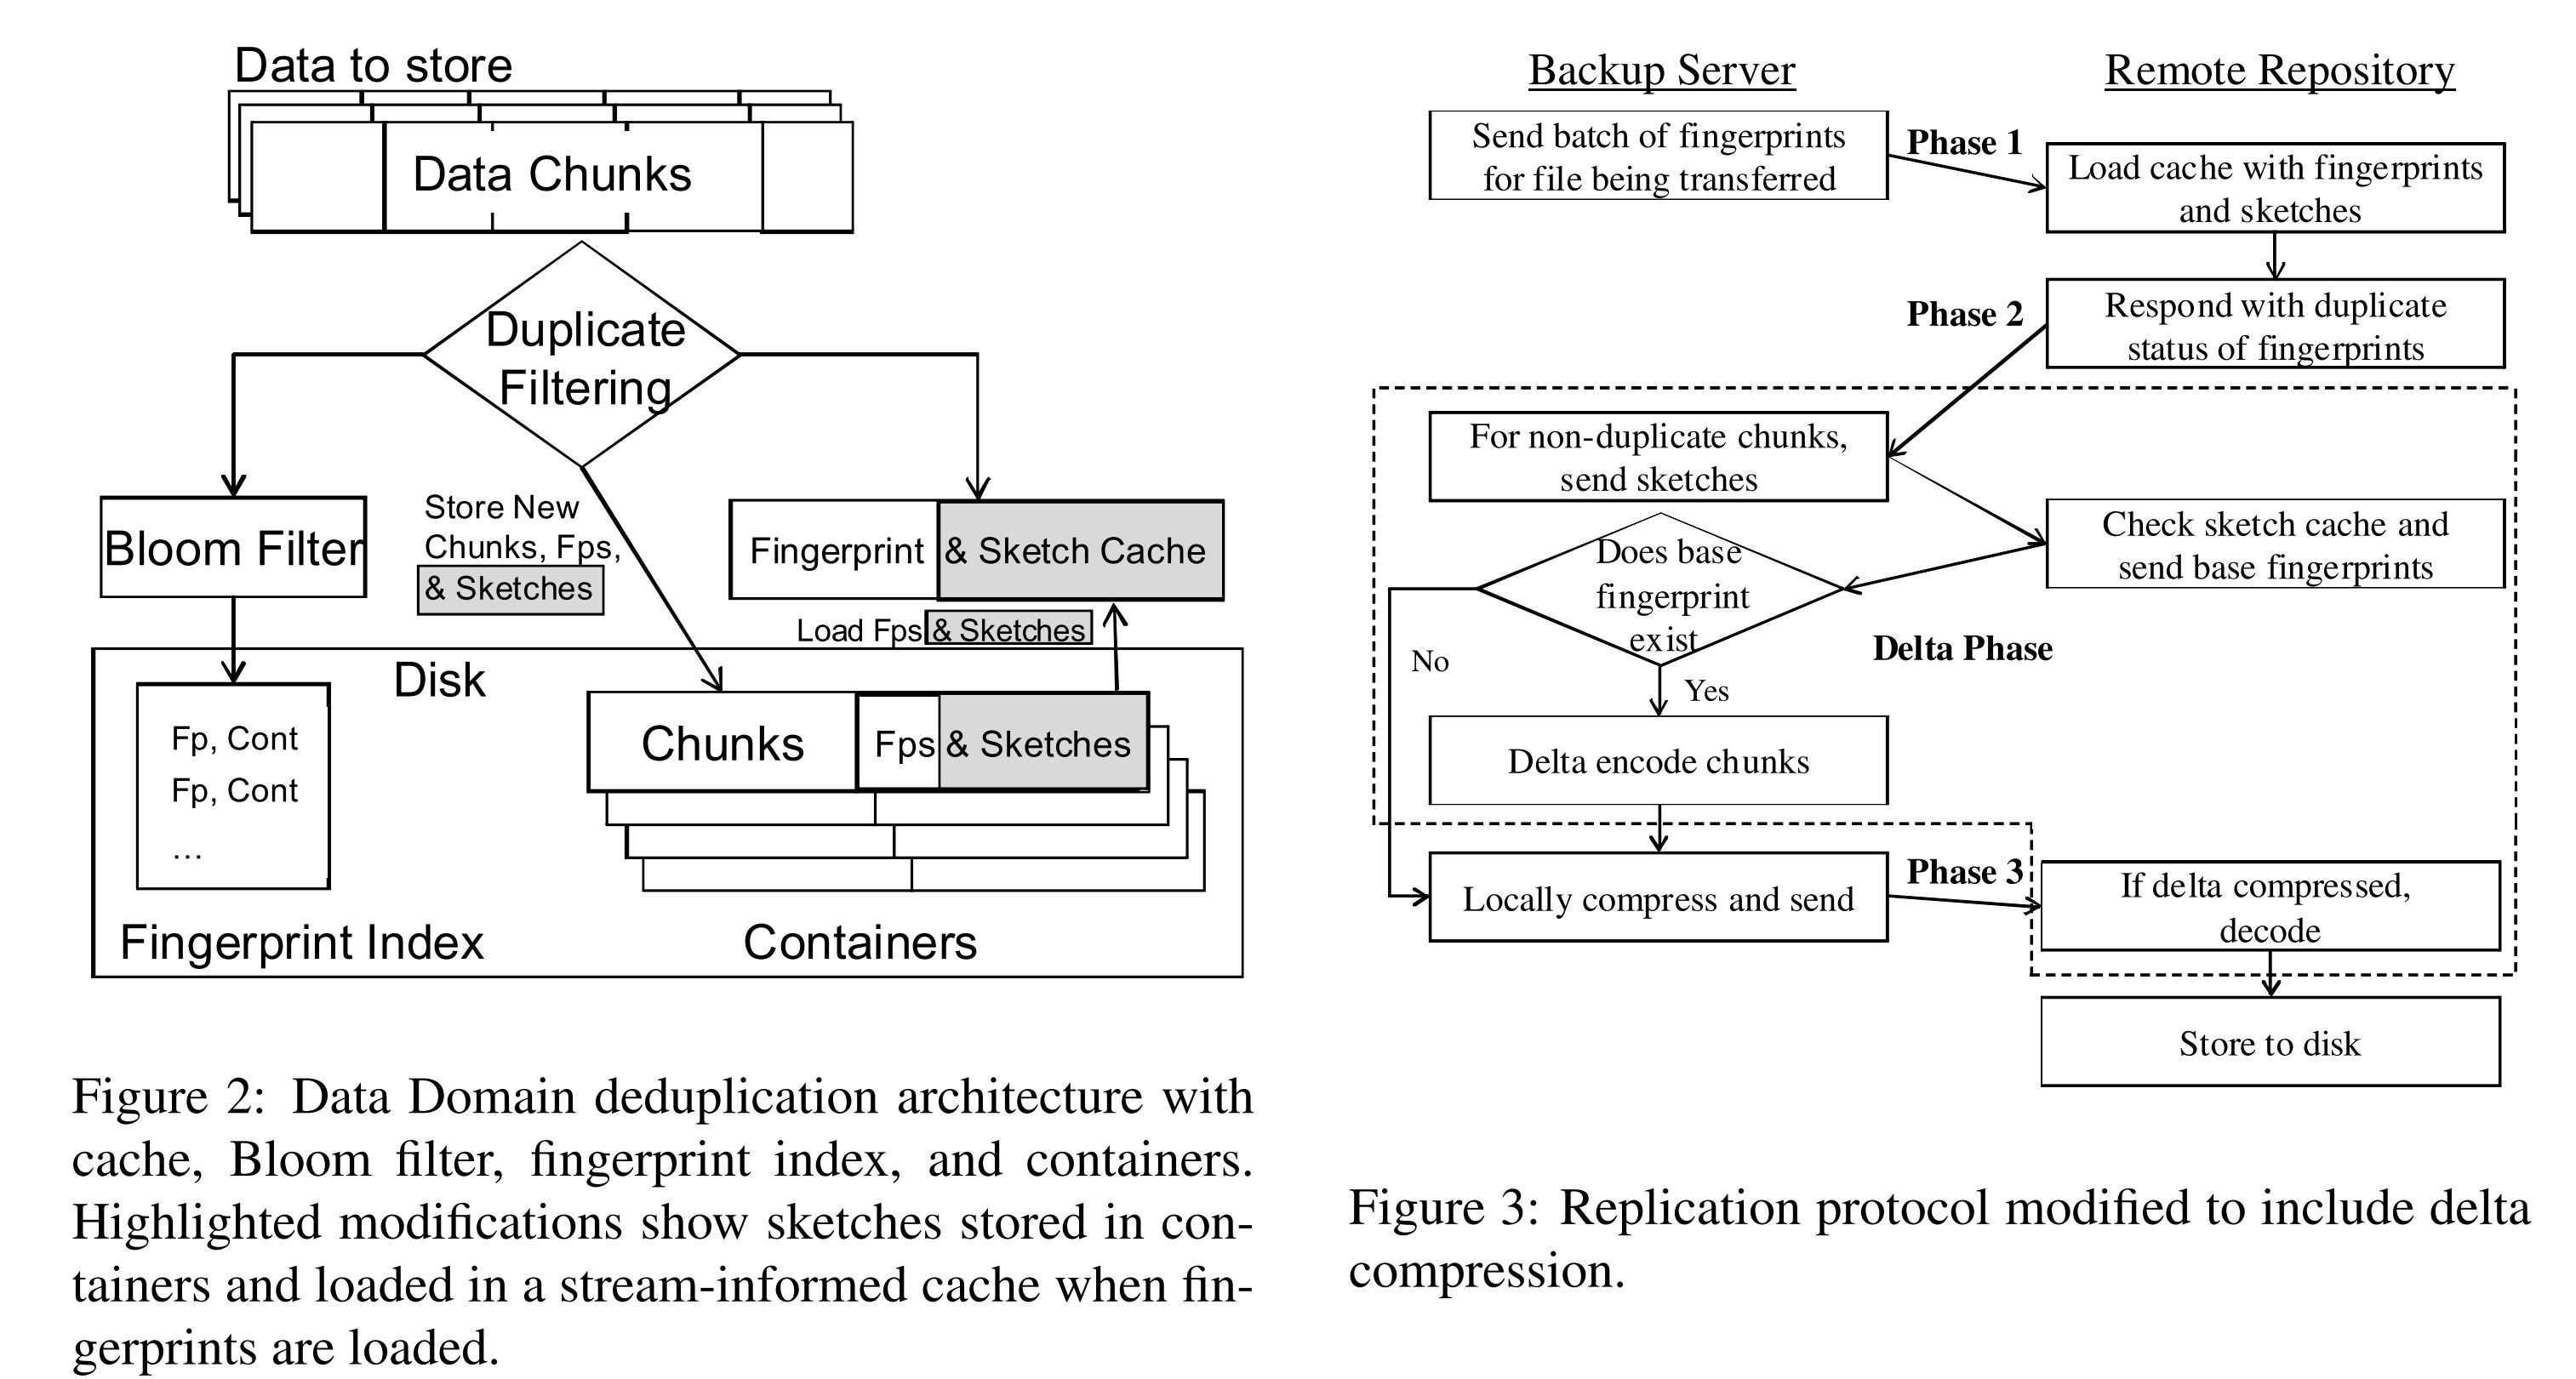 Data to store
Data Chunks
Duplicate
Filtering
Bloom Filter
Store New
Chunks, Fps,
& Sketches
Fingerprint & Sketch Cache
Load Fps & Sketches
Disk
Fp, Cont
Fp, Cont
...
Chunks
Fps & Sketches
Fingerprint Index
Containers
Figure 2: Data Domain deduplication architecture with
cache, Bloom filter, fingerprint index, and containers.
Highlighted modifications show sketches stored in con-
tainers and loaded in a stream-informed cache when fin-
gerprints are loaded.
Backup Server
Remote Repository
Send batch of fingerprints
for file being transferred
Phase 1
Load cache with fingerprints
and sketches
Phase 2
Respond with duplicate
status of fingerprints
For non-duplicate chunks,
send sketches
Check sketch cache and
send base fingerprints
Does base
fingerprint
exist
Delta Phase
No
Yes
Delta encode chunks
Locally compress and send
Phase 3
If delta compressed,
decode
Store to disk
Figure 3: Replication protocol modified to include delta
compression.